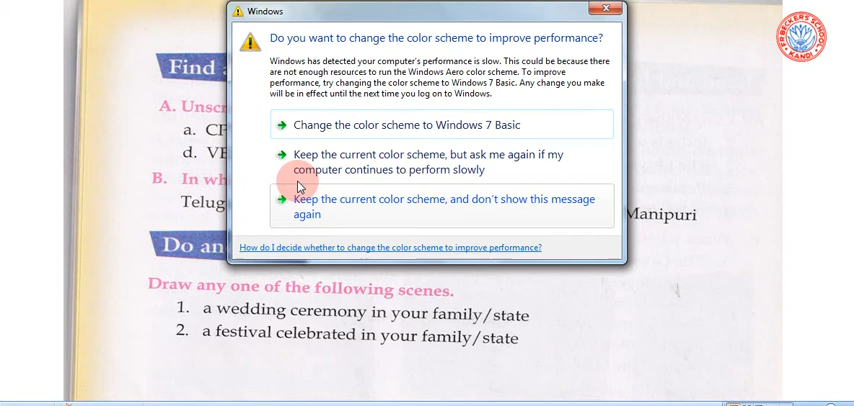 Windows
Do you want to change the color scheme to improve performance?
Windows has detected your computer's performance is slow. This could be because
there are not enough resources to run the Windows Aero color scheme. To improve
performance, try changing the color scheme to Windows 7 Basic. Any change you make
will be in effect until the next time you log on to Windows.
Change the color scheme to Windows 7 Basic
Keep the current color scheme, but ask me again if my
computer continues to perform slowly
Keep the current color scheme, and don't show this message
again
How do I decide whether to change the color scheme to improve performance?
Find
A. Unscr
a. CF
d. VE
B. In wh
Telug
Manipuri
Do an
Draw any one of the following scenes.
1. a wedding ceremony in your family/state
2. a festival celebrated in your family/state
HERBECKER'S SCHOOL
KANDI